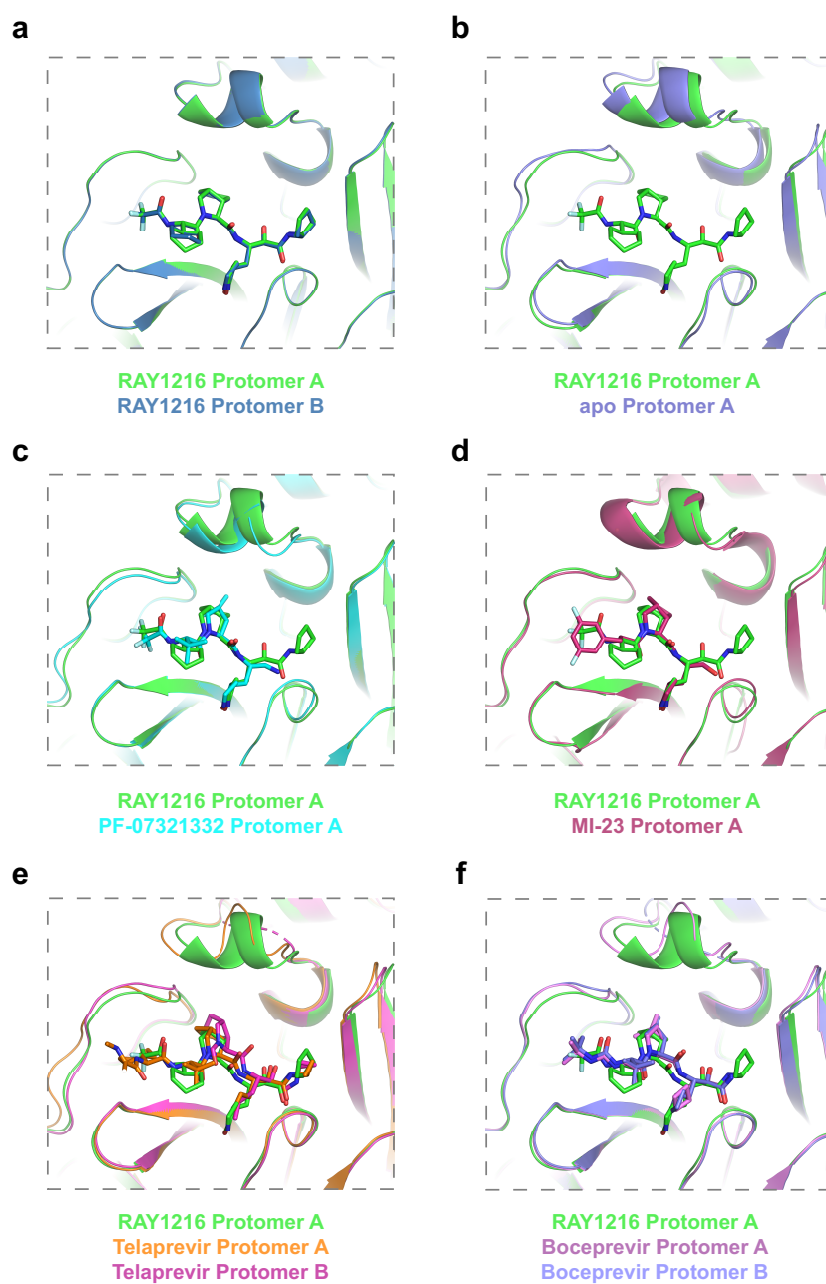 a
b
RAY1216 Protomer A
RAY1216 Protomer B
RAY1216 Protomer A
apo Protomer A
c
d
RAY1216 Protomer A
PF-07321332 Protomer A
RAY1216 Protomer A
MI-23 Protomer A
e
f
RAY1216 Protomer A
Telaprevir Protomer A
Telaprevir Protomer B
RAY1216 Protomer A
Boceprevir Protomer A
Boceprevir Protomer B